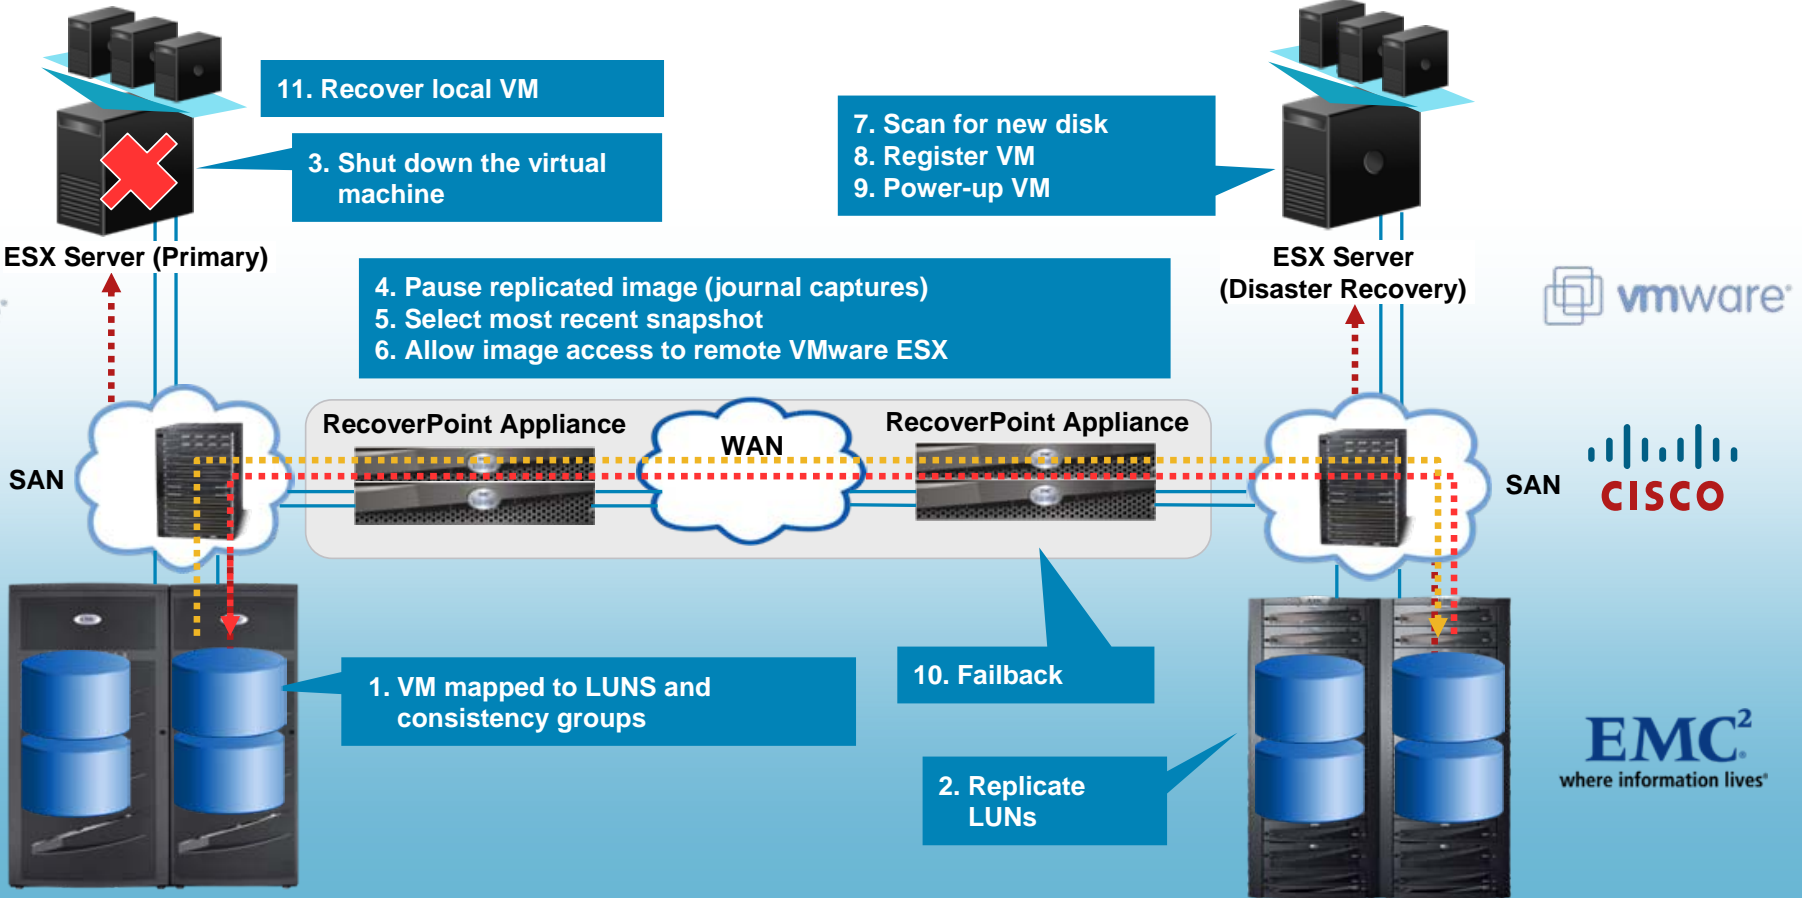 11. Recover local VM
3. Shut down the virtual
machine
7. Scan for new disk
8. Register VM
9. Power-up VM
ESX Server (Primary)
ESX Server
(Disaster Recovery)
4. Pause replicated image (journal captures)
5. Select most recent snapshot
6. Allow image access to remote VMware ESX
vmware
RecoverPoint Appliance
WAN
RecoverPoint Appliance
SAN
SAN
CISCO
10. Failback
1. VM mapped to LUNS and
consistency groups
2. Replicate
LUNs
EMC²
where information lives®